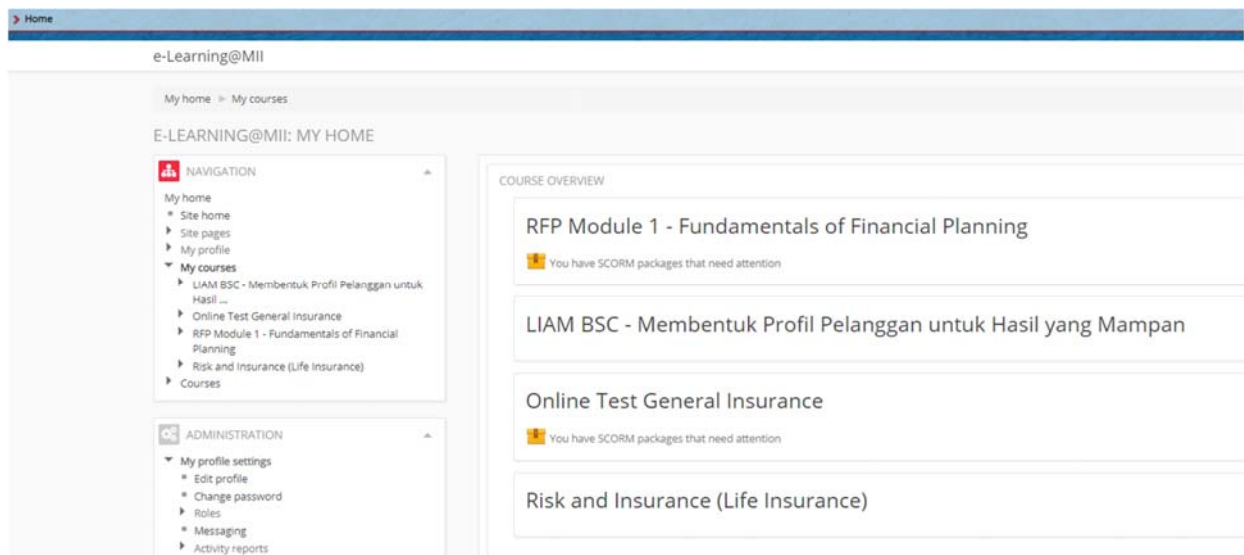 Home
e-Learning@MII
My home My courses
E-LEARNING@MII: MY HOME
NAVIGATION
My home
Site home
Site pages
My profile
My courses
LIAM BSC - Membentuk Profil Pelanggan untuk
Hasil ...
Online Test General Insurance
RFP Module 1 - Fundamentals of Financial
Planning
Risk and Insurance (Life Insurance)
Courses
ADMINISTRATION
My profile settings
Edit profile
Change password
Roles
Messaging
Activity reports
COURSE OVERVIEW
RFP Module 1 - Fundamentals of Financial Planning
You have SCORM packages that need attention
LIAM BSC - Membentuk Profil Pelanggan untuk Hasil yang Mampan
Online Test General Insurance
You have SCORM packages that need attention
Risk and Insurance (Life Insurance)